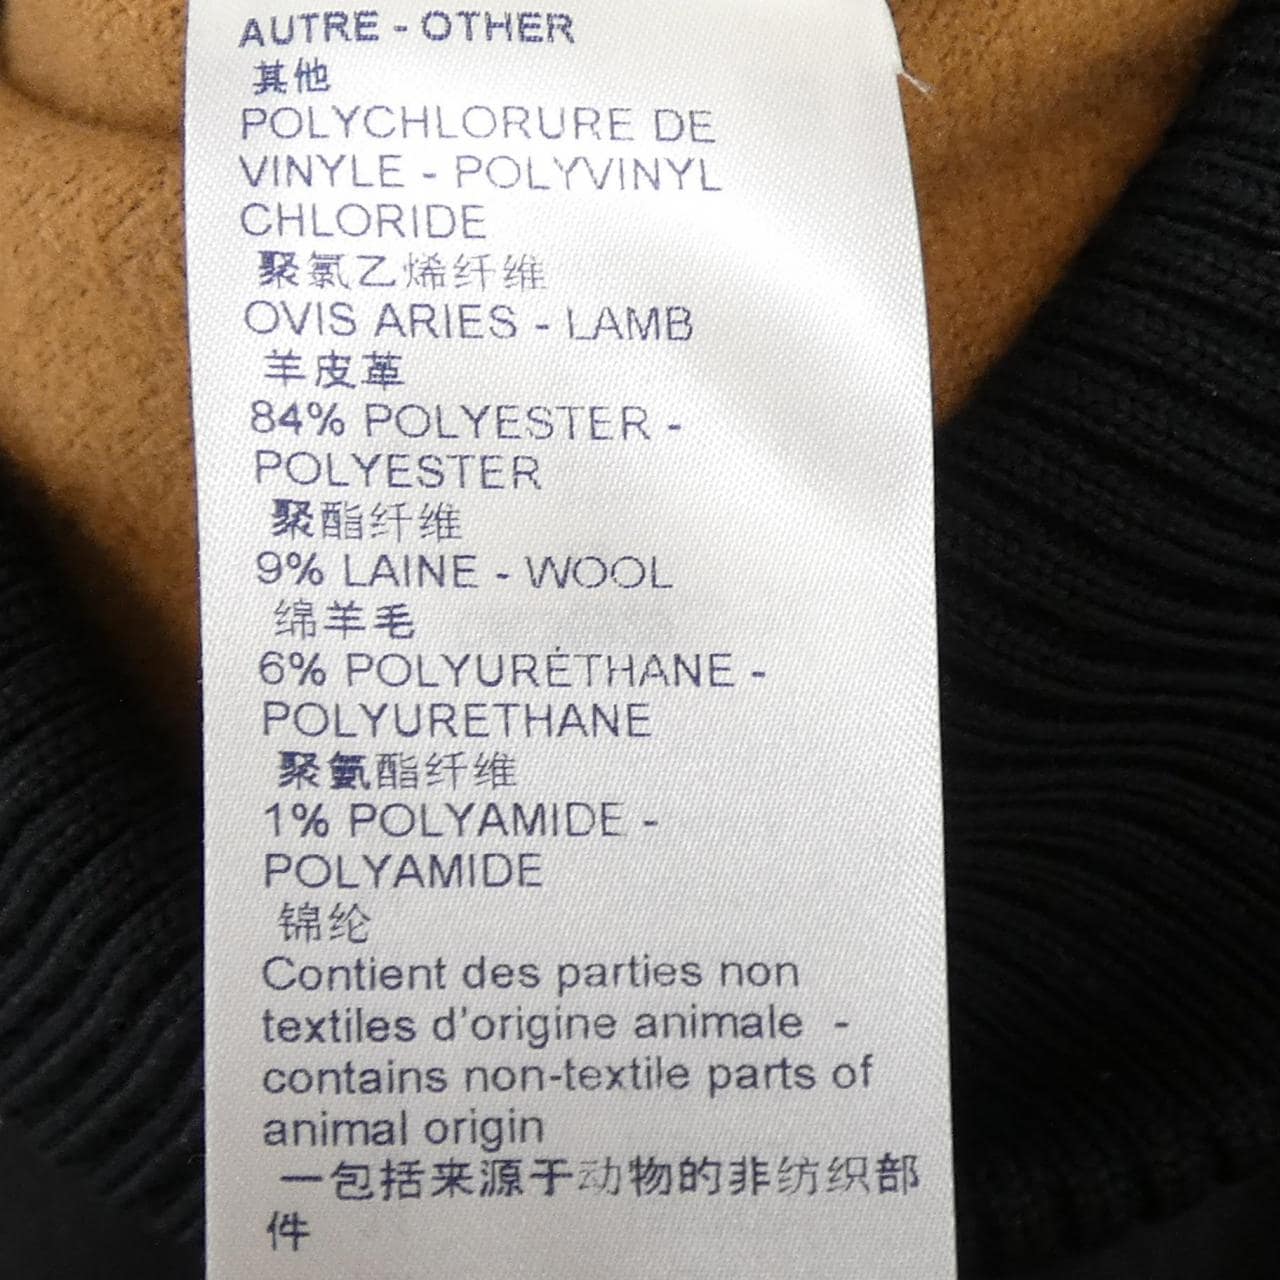 AUTRE - OTHER
其他
POLYCHLORURE DE
VINYLE - POLYVINYL
CHLORIDE
聚氯乙烯纤维
OVIS ARIES - LAMB
羊皮革
84% POLYESTER -
POLYESTER
聚酯纤维
9% LAINE - WOOL
绵羊毛
6% POLYURÉTHANE -
POLYURETHANE
聚氨酯纤维
1% POLYAMIDE -
POLYAMIDE
锦纶
Contient des parties non
textiles d'origine animale -
contains non-textile parts of
animal origin
一包括来源于动物的非纺织部
件